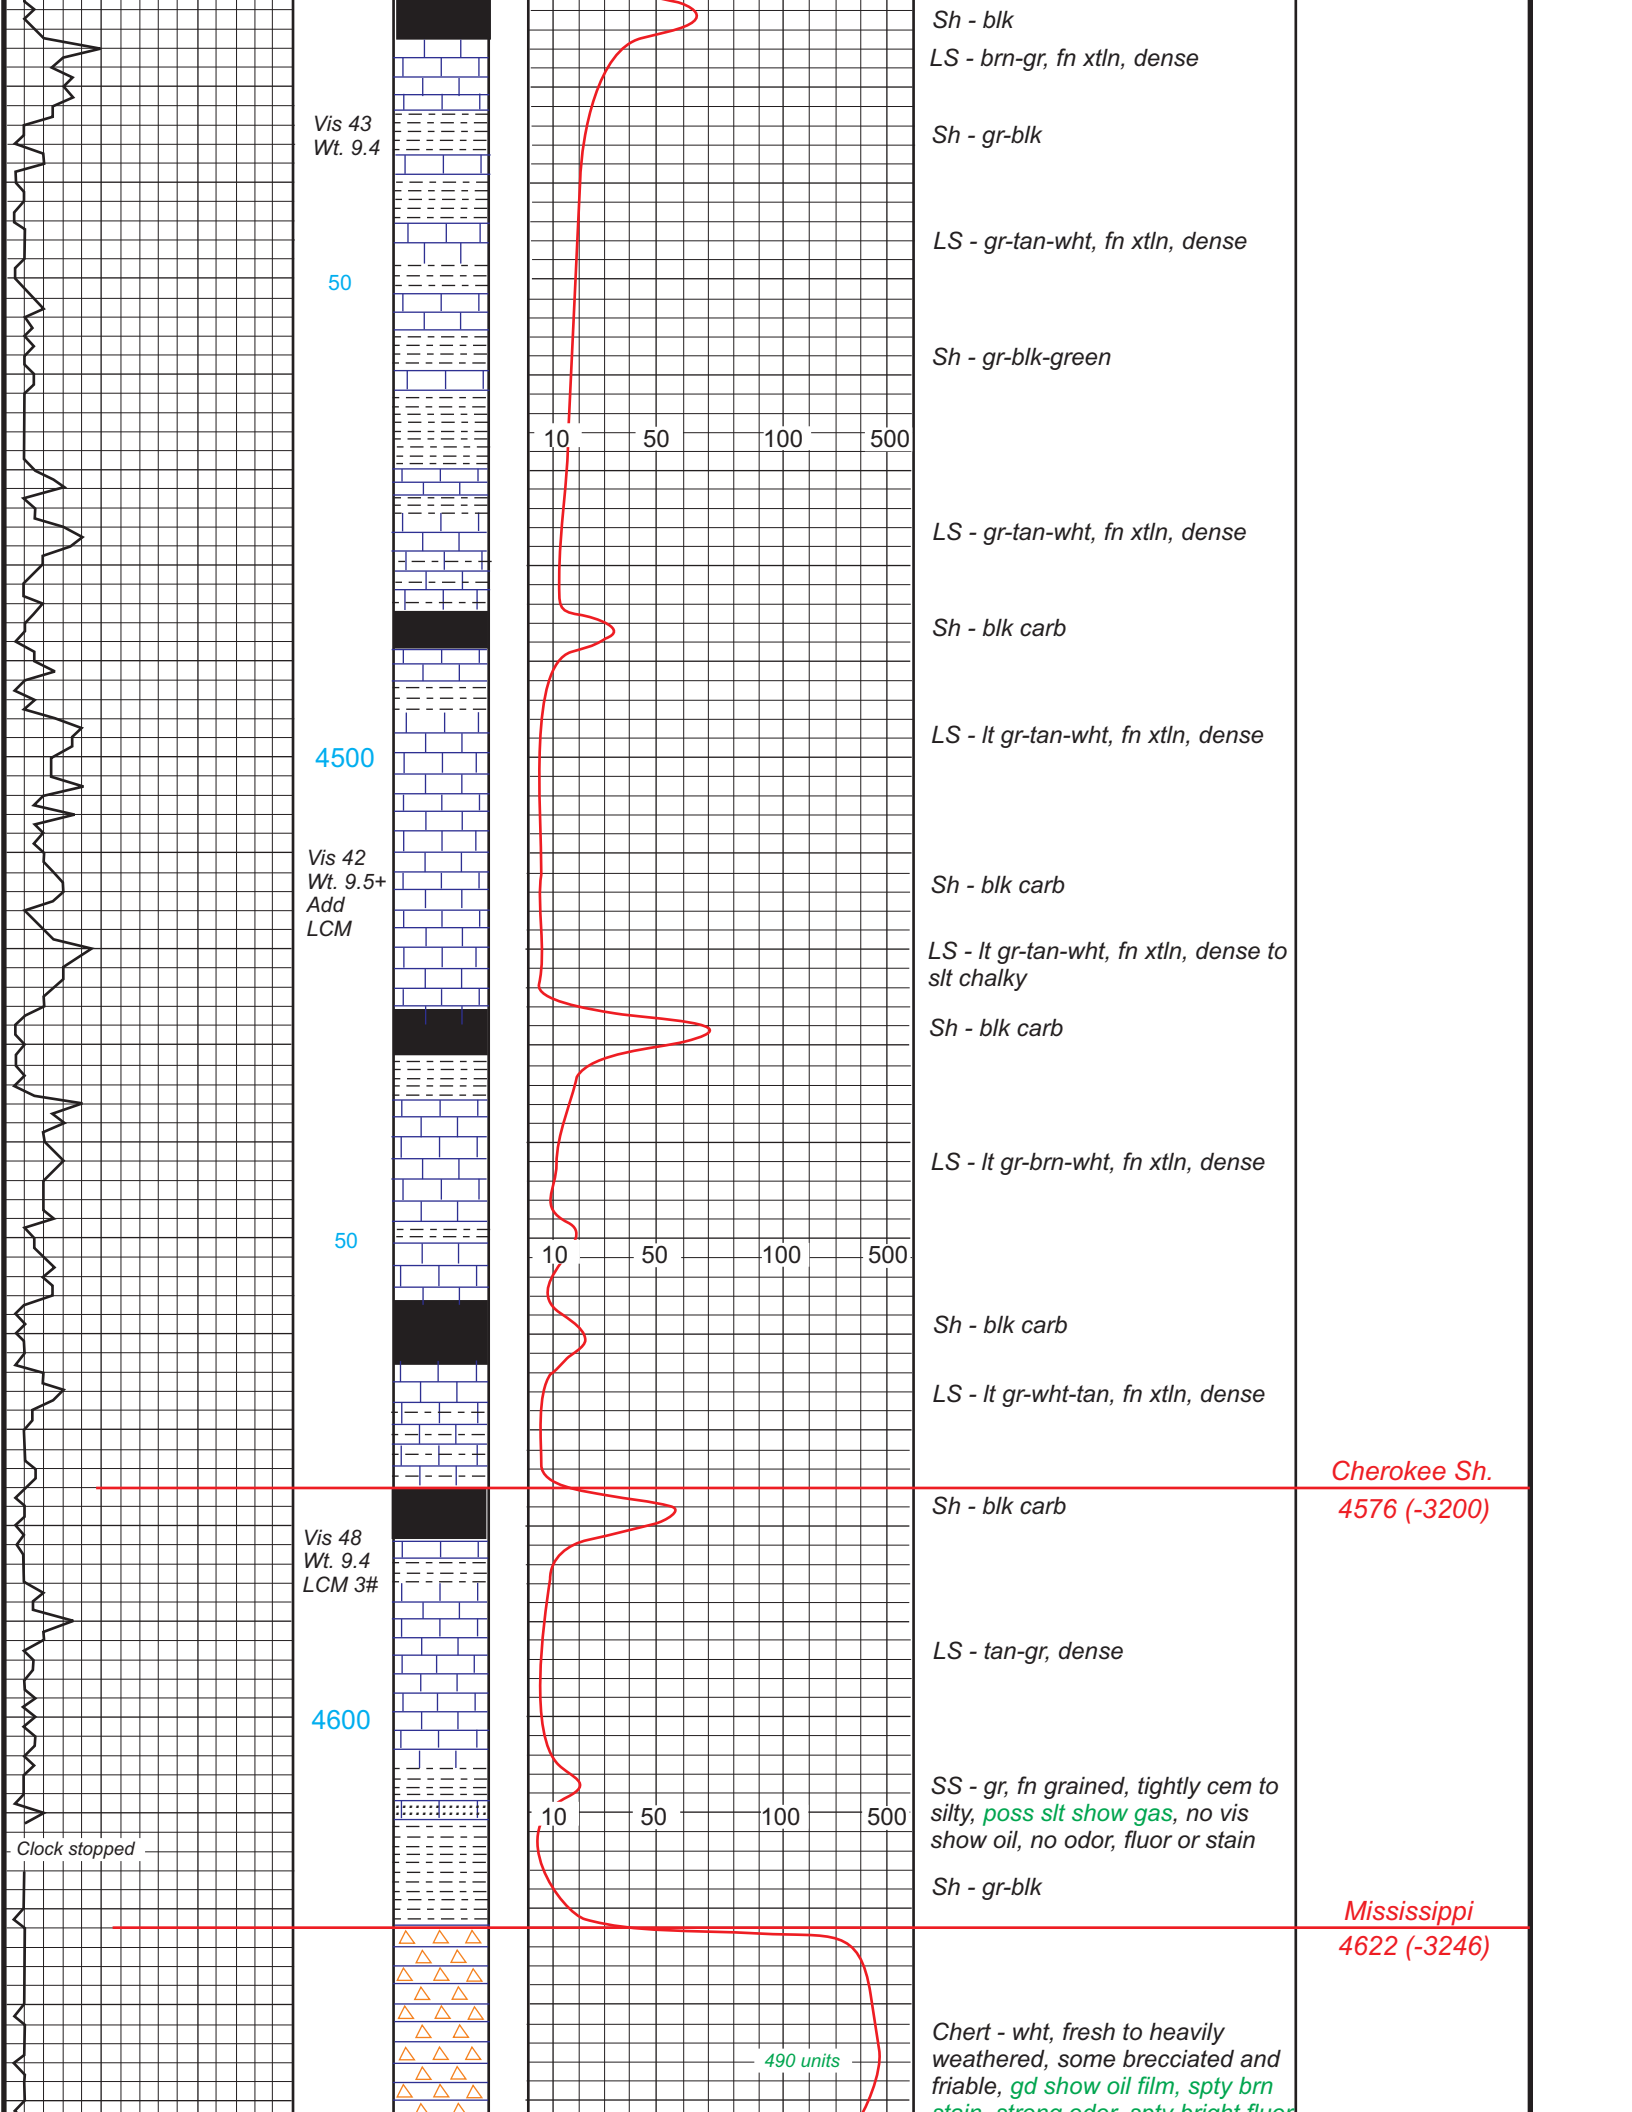 Sh - blk
LS - brn-gr, fn xtln, dense
Vis 43
Wt. 9.4
Sh - gr-blk
LS - gr-tan-wht, fn xtln, dense
50
Sh - gr-blk-green
10 50 100 500
LS - gr-tan-wht, fn xtln, dense
Sh - blk carb
LS - lt gr-tan-wht, fn xtln, dense
4500
Vis 42
Wt. 9.5+
Add
LCM
Sh - blk carb
LS - lt gr-tan-wht, fn xtln, dense to
slt chalky
Sh - blk carb
LS - lt gr-brn-wht, fn xtln, dense
50
10 50 100 500
Sh - blk carb
LS - lt gr-wht-tan, fn xtln, dense
Cherokee Sh.
4576 (-3200)
Sh - blk carb
Vis 48
Wt. 9.4
LCM 3#
LS - tan-gr, dense
4600
SS - gr, fn grained, tightly cem to
silty, poss slt show gas, no vis
show oil, no odor, fluor or stain
10 50 100 500
Clock stopped
Sh - gr-blk
Mississippi
4622 (-3246)
Chert - wht, fresh to heavily
weathered, some brecciated and
friable, gd show oil film, spty brn
stain, strong odor, spty bright fluor
490 units